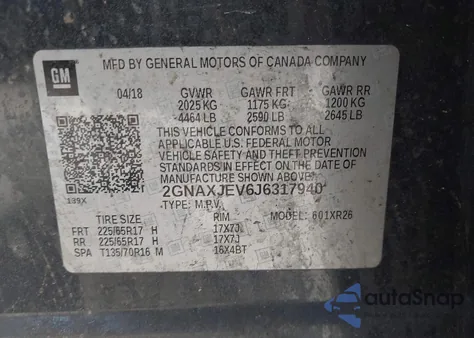 GM
MFD BY GENERAL MOTORS OF CANADA COMPANY
04/18 GVWR GAWR FRT GAWR RR
2025 KG 1175 KG 1200 KG
4464 LB 2590 LB 2645 LB
THIS VEHICLE CONFORMS TO ALL
APPLICABLE U.S. FEDERAL MOTOR
VEHICLE SAFETY AND THEFT PREVENTION
STANDARDS IN EFFECT ON THE DATE OF
MANUFACTURE SHOWN ABOVE.
2GNAXJEV6J6317940
139X TYPE: M.P.V. MODEL: 601XR26
TIRE SIZE RIM
FRT 225/65R17 H 17X7J
RR 225/65R17 H 17X7J
SPA T135/70R16 M 16X4BT
autoSnap